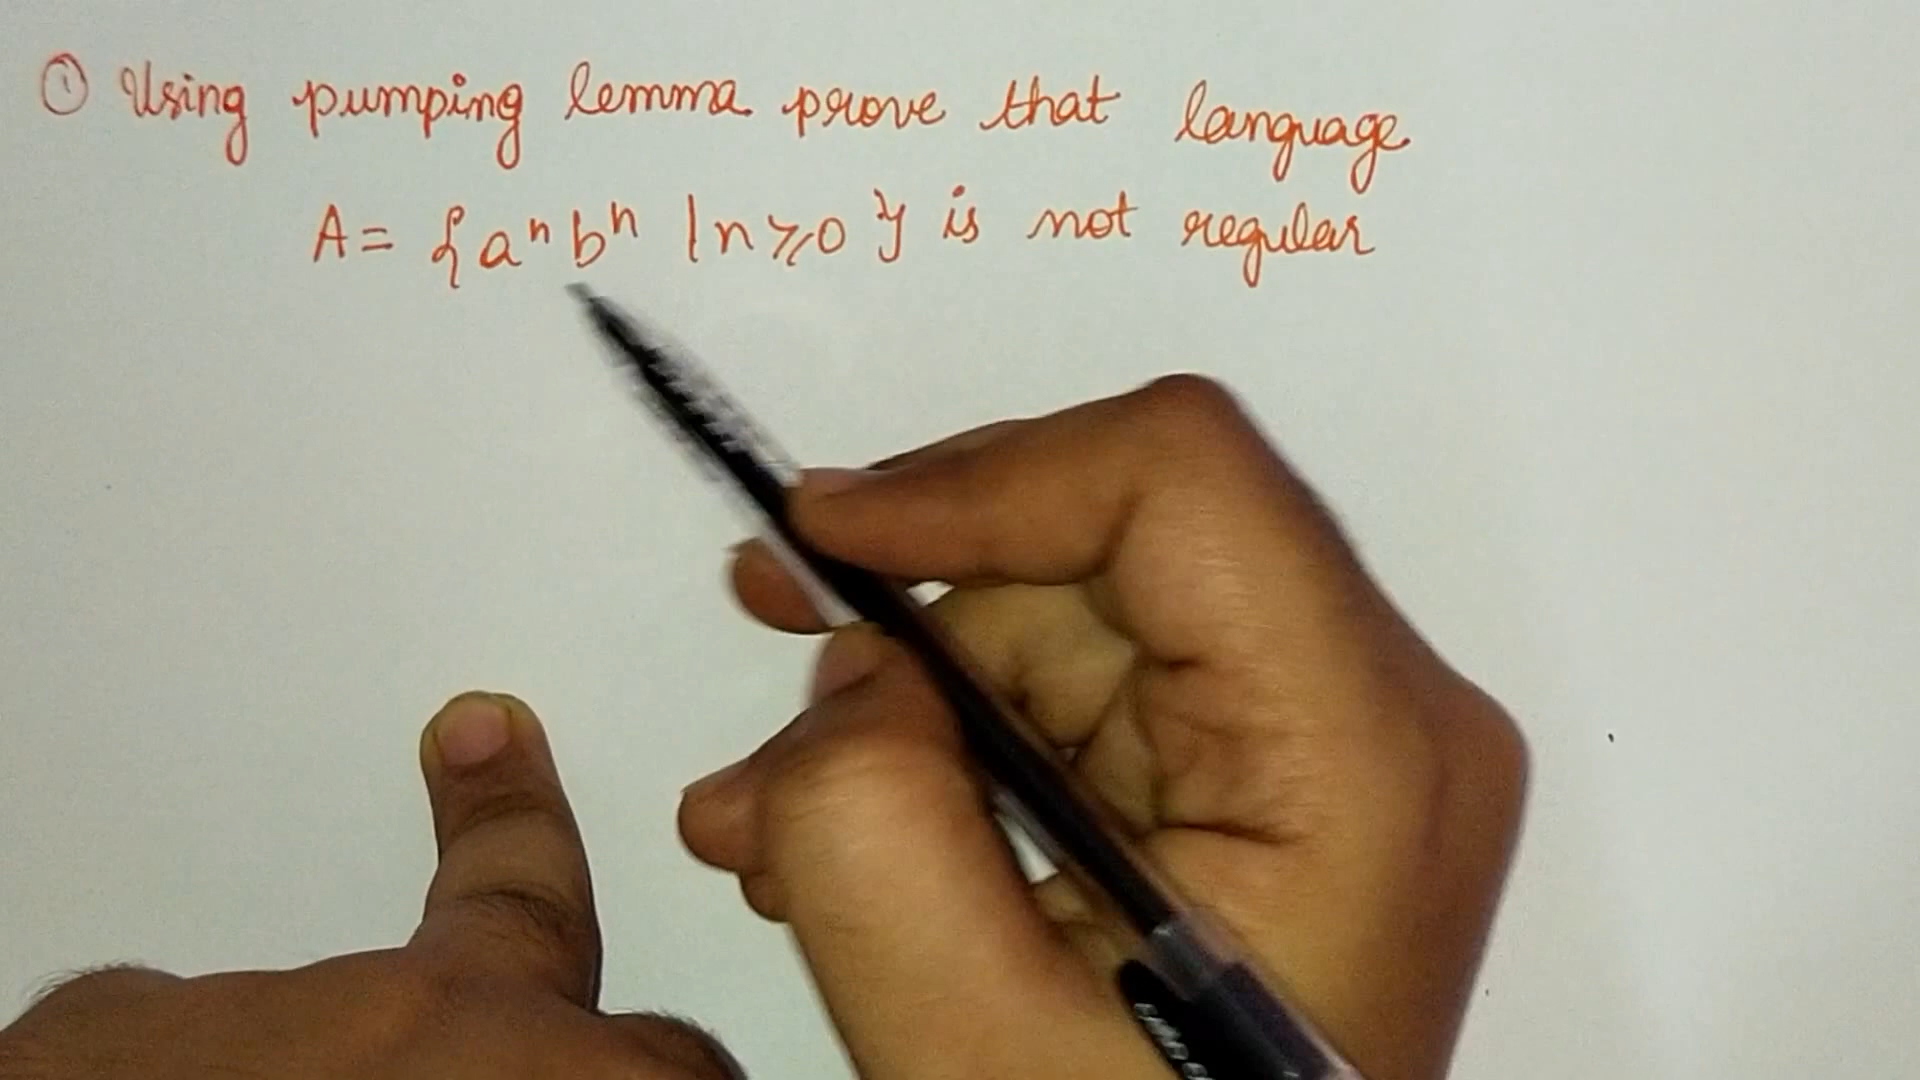 ① Using pumping lemma prove that language
A = {aⁿbⁿ | n ⩾ 0} is not regular